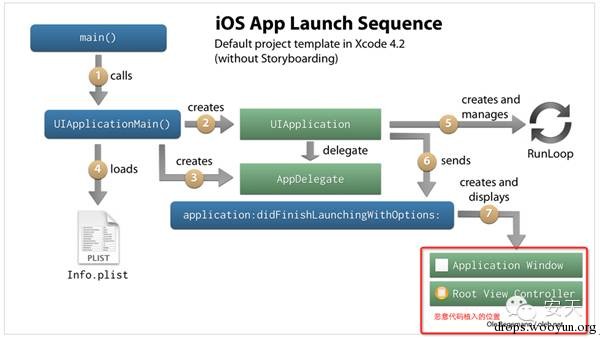 iOS App Launch Sequence
Default project template in Xcode 4.2
(without Storyboarding)
main()
1
calls
UIApplicationMain()
2
creates
UIApplication
5
creates and
manages
RunLoop
delegate
4
loads
3
creates
AppDelegate
6
sends
application:didFinishLaunchingWithOptions:
7
creates and
displays
PLIST
Info.plist
Application Window
Root View Controller
恶意代码植入的位置
安天
drops.wooyun.org